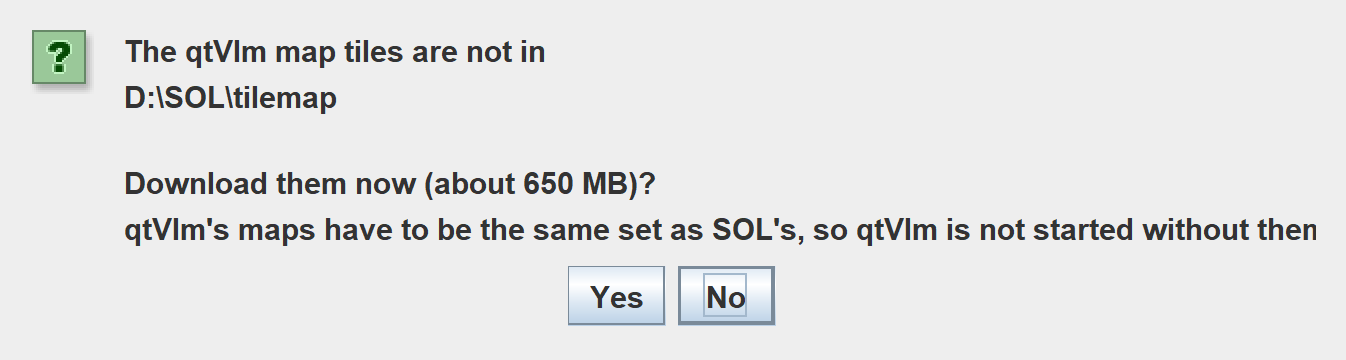 The qtVlm map tiles are not in
D:\SOL\tilemap
Download them now (about 650 MB)?
qtVlm's maps have to be the same set as SOL's, so qtVlm is not started without
Yes
No